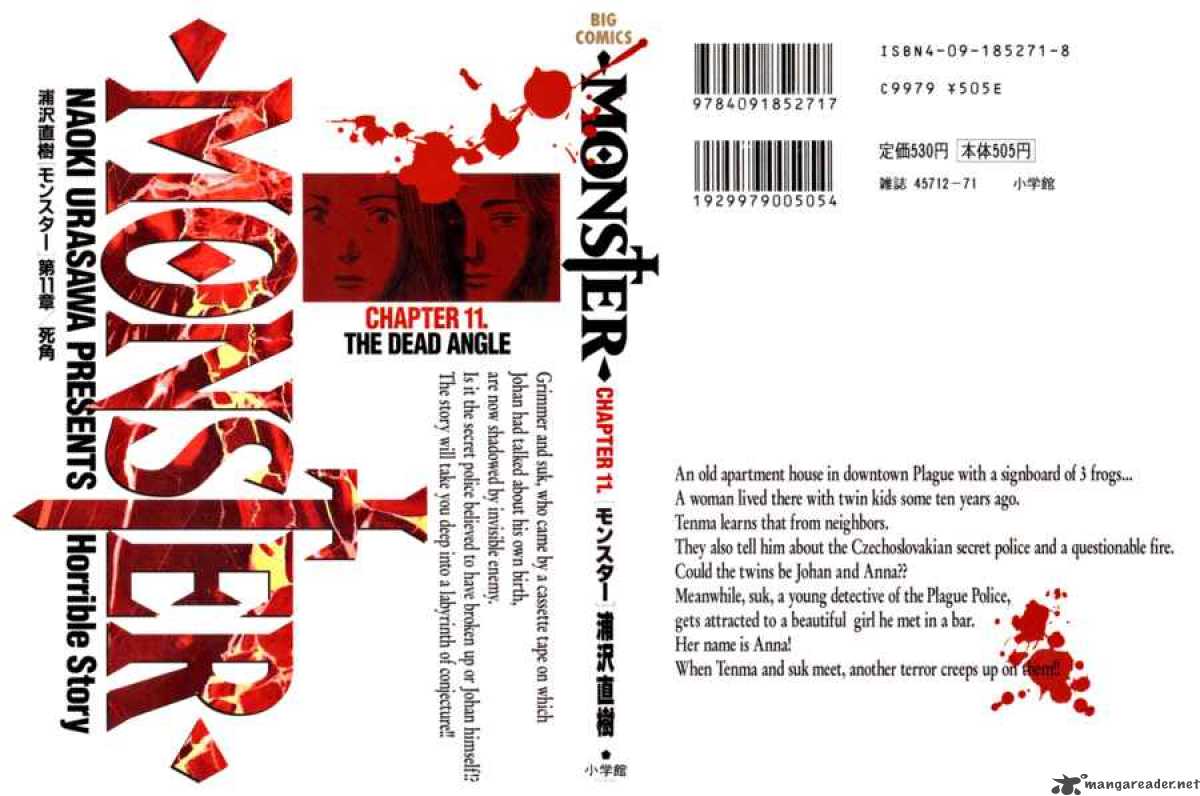 MONSTER
NAOKI URASAWA PRESENTS Horrible Story
浦沢直樹[モンスター]第11章/死角
CHAPTER 11.
THE DEAD ANGLE
Grimmer and suk, who came by a cassette tape on which
Johan had talked about his own birth,
are now shadowed by invisible enemy.
Is it the secret police believed to have broken up or Johan himself!?
The story will take you deep into a labyrinth of conjecture!!
BIG
COMICS
MONSTER
CHAPTER 11.
[モンスター]浦沢直樹
小学館
9784091852717
ISBN4-09-185271-8
C9979 ¥505E
1929979005054
定価530円 本体505円
雑誌 45712-71 小学館
An old apartment house in downtown Plague with a signboard of 3 frogs...
A woman lived there with twin kids some ten years ago.
Tenma learns that from neighbors.
They also tell him about the Czechoslovakian secret police and a questionable fire.
Could the twins be Johan and Anna??
Meanwhile, suk, a young detective of the Plague Police,
gets attracted to a beautiful girl he met in a bar.
Her name is Anna!
When Tenma and suk meet, another terror creeps up on them!!
mangareader.net